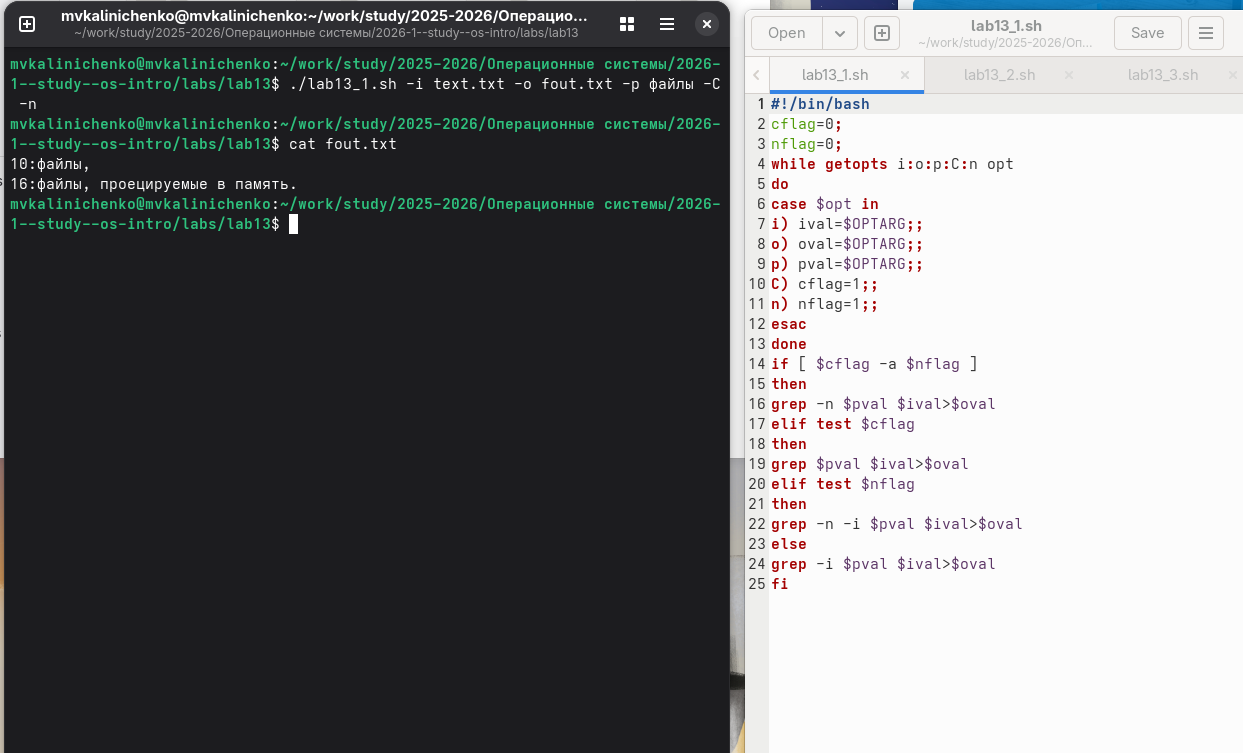 mvkalinichenko@mvkalinichenko:~/work/study/2025-2026/Операцио...
~/work/study/2025-2026/Операционные системы/2026-1--study--os-intro/labs/lab13
mvkalinichenko@mvkalinichenko:~/work/study/2025-2026/Операционные системы/2026-
1--study--os-intro/labs/lab13$ ./lab13_1.sh -i text.txt -o fout.txt -p файлы -C
-n
mvkalinichenko@mvkalinichenko:~/work/study/2025-2026/Операционные системы/2026-
1--study--os-intro/labs/lab13$ cat fout.txt
10:файлы,
16:файлы, проецируемые в память.
mvkalinichenko@mvkalinichenko:~/work/study/2025-2026/Операционные системы/2026-
1--study--os-intro/labs/lab13$
Open
lab13_1.sh
~/work/study/2025-2026/Оп...
Save
lab13_1.sh
lab13_2.sh
lab13_3.sh
1 #!/bin/bash
2 cflag=0;
3 nflag=0;
4 while getopts i:o:p:C:n opt
5 do
6 case $opt in
7 i) ival=$OPTARG;;
8 o) oval=$OPTARG;;
9 p) pval=$OPTARG;;
10 C) cflag=1;;
11 n) nflag=1;;
12 esac
13 done
14 if [ $cflag -a $nflag ]
15 then
16 grep -n $pval $ival>$oval
17 elif test $cflag
18 then
19 grep $pval $ival>$oval
20 elif test $nflag
21 then
22 grep -n -i $pval $ival>$oval
23 else
24 grep -i $pval $ival>$oval
25 fi